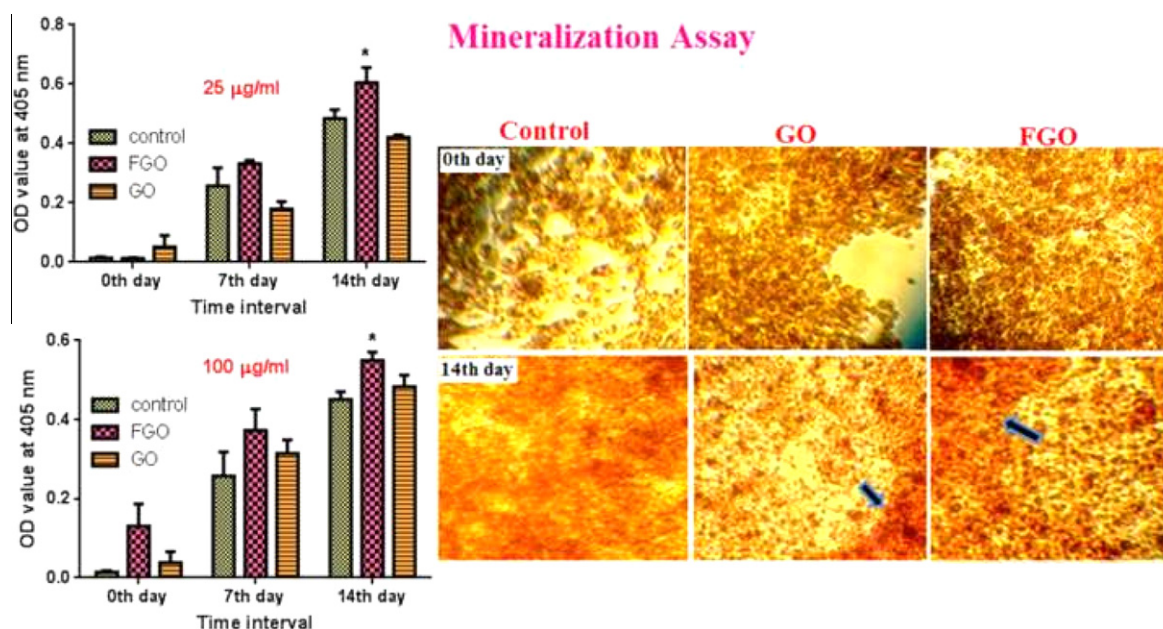 Mineralization Assay
OD value at 405 nm
0.8
0.6
0.4
0.2
0.0
25 µg/ml
*
control
FGO
GO
0th day 7th day 14th day
Time interval
OD value at 405 nm
0.6
0.4
0.2
0.0
100 µg/ml
*
control
FGO
GO
0th day 7th day 14th day
Time interval
Control GO FGO
0th day
14th day